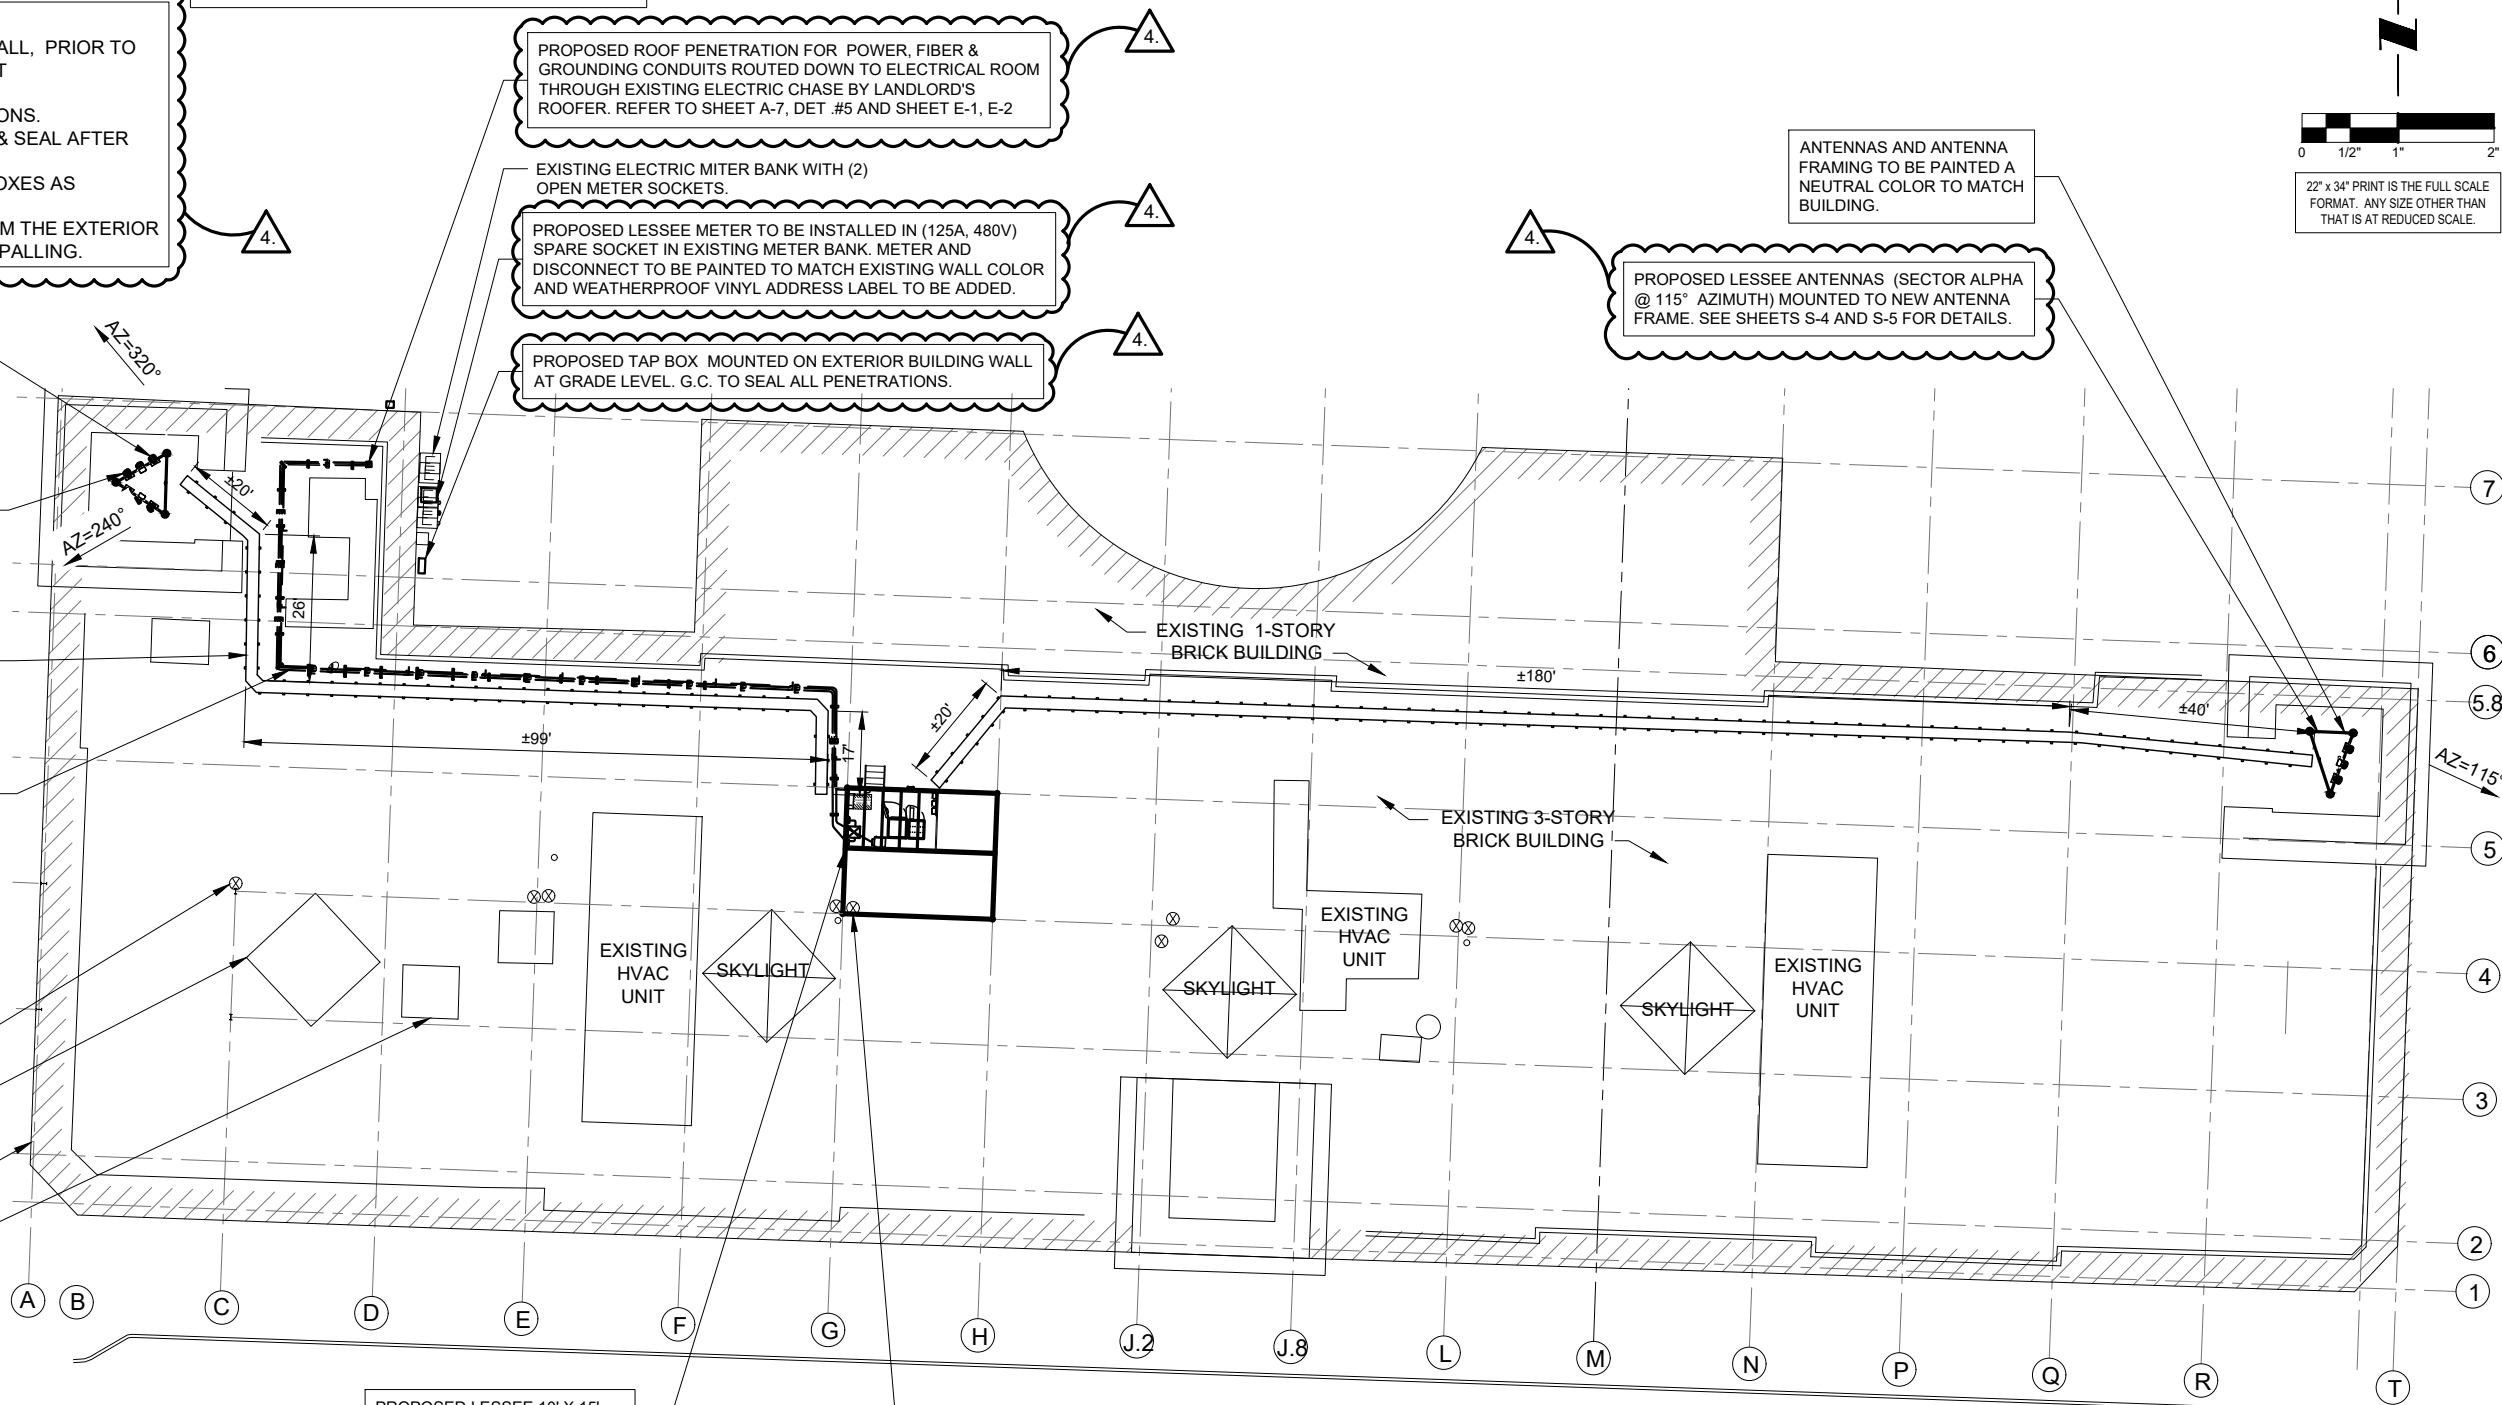 ALL, PRIOR TO
T
ONS.
& SEAL AFTER
OXES AS
M THE EXTERIOR
PALLING.
4.
PROPOSED ROOF PENETRATION FOR POWER, FIBER &
GROUNDING CONDUITS ROUTED DOWN TO ELECTRICAL ROOM
THROUGH EXISTING ELECTRIC CHASE BY LANDLORD'S
ROOFER. REFER TO SHEET A-7, DET .#5 AND SHEET E-1, E-2
4.
EXISTING ELECTRIC MITER BANK WITH (2)
OPEN METER SOCKETS.
PROPOSED LESSEE METER TO BE INSTALLED IN (125A, 480V)
SPARE SOCKET IN EXISTING METER BANK. METER AND
DISCONNECT TO BE PAINTED TO MATCH EXISTING WALL COLOR
AND WEATHERPROOF VINYL ADDRESS LABEL TO BE ADDED.
4.
PROPOSED TAP BOX MOUNTED ON EXTERIOR BUILDING WALL
AT GRADE LEVEL. G.C. TO SEAL ALL PENETRATIONS.
4.
ANTENNAS AND ANTENNA
FRAMING TO BE PAINTED A
NEUTRAL COLOR TO MATCH
BUILDING.
4.
PROPOSED LESSEE ANTENNAS (SECTOR ALPHA
@ 115° AZIMUTH) MOUNTED TO NEW ANTENNA
FRAME. SEE SHEETS S-4 AND S-5 FOR DETAILS.
0 1/2" 1" 2"
22" x 34" PRINT IS THE FULL SCALE
FORMAT. ANY SIZE OTHER THAN
THAT IS AT REDUCED SCALE.
AZ=320°
±20'
AZ=240°
26'
±99'
17'
±20'
EXISTING 1-STORY
BRICK BUILDING
±180'
±40'
AZ=115°
EXISTING 3-STORY
BRICK BUILDING
EXISTING
HVAC
UNIT
SKYLIGHT
SKYLIGHT
EXISTING
HVAC
UNIT
SKYLIGHT
EXISTING
HVAC
UNIT
7
6
5.8
5
4
3
2
1
A
B
C
D
E
F
G
H
J.2
J.8
L
M
N
P
Q
R
T
PROPOSED LESSEE 10' X 15'